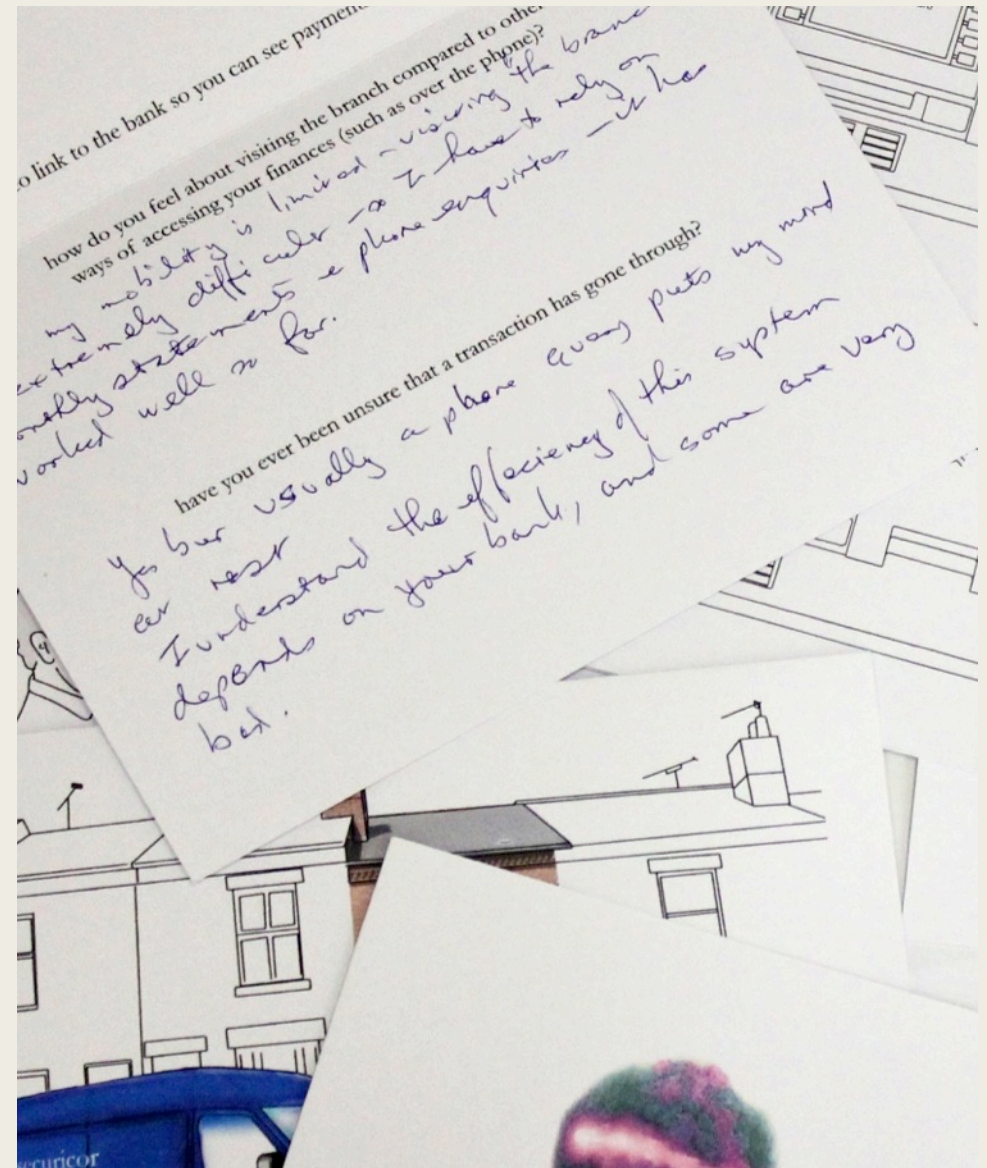 o link to the bank so you can see payment
how do you feel about visiting the branch compared to other
ways of accessing your finances (such as over the phone)?
my mobility is limited - visiting the branc
extremely difficult - so I have to rely on
onthly statements & phone enquiries - it has
worked well so far.
have you ever been unsure that a transaction has gone through?
Yes but usually a phone query puts my mind
at rest
I understand the effeciency of this system
depends on your bank, and some are very
bad.
ecuricor